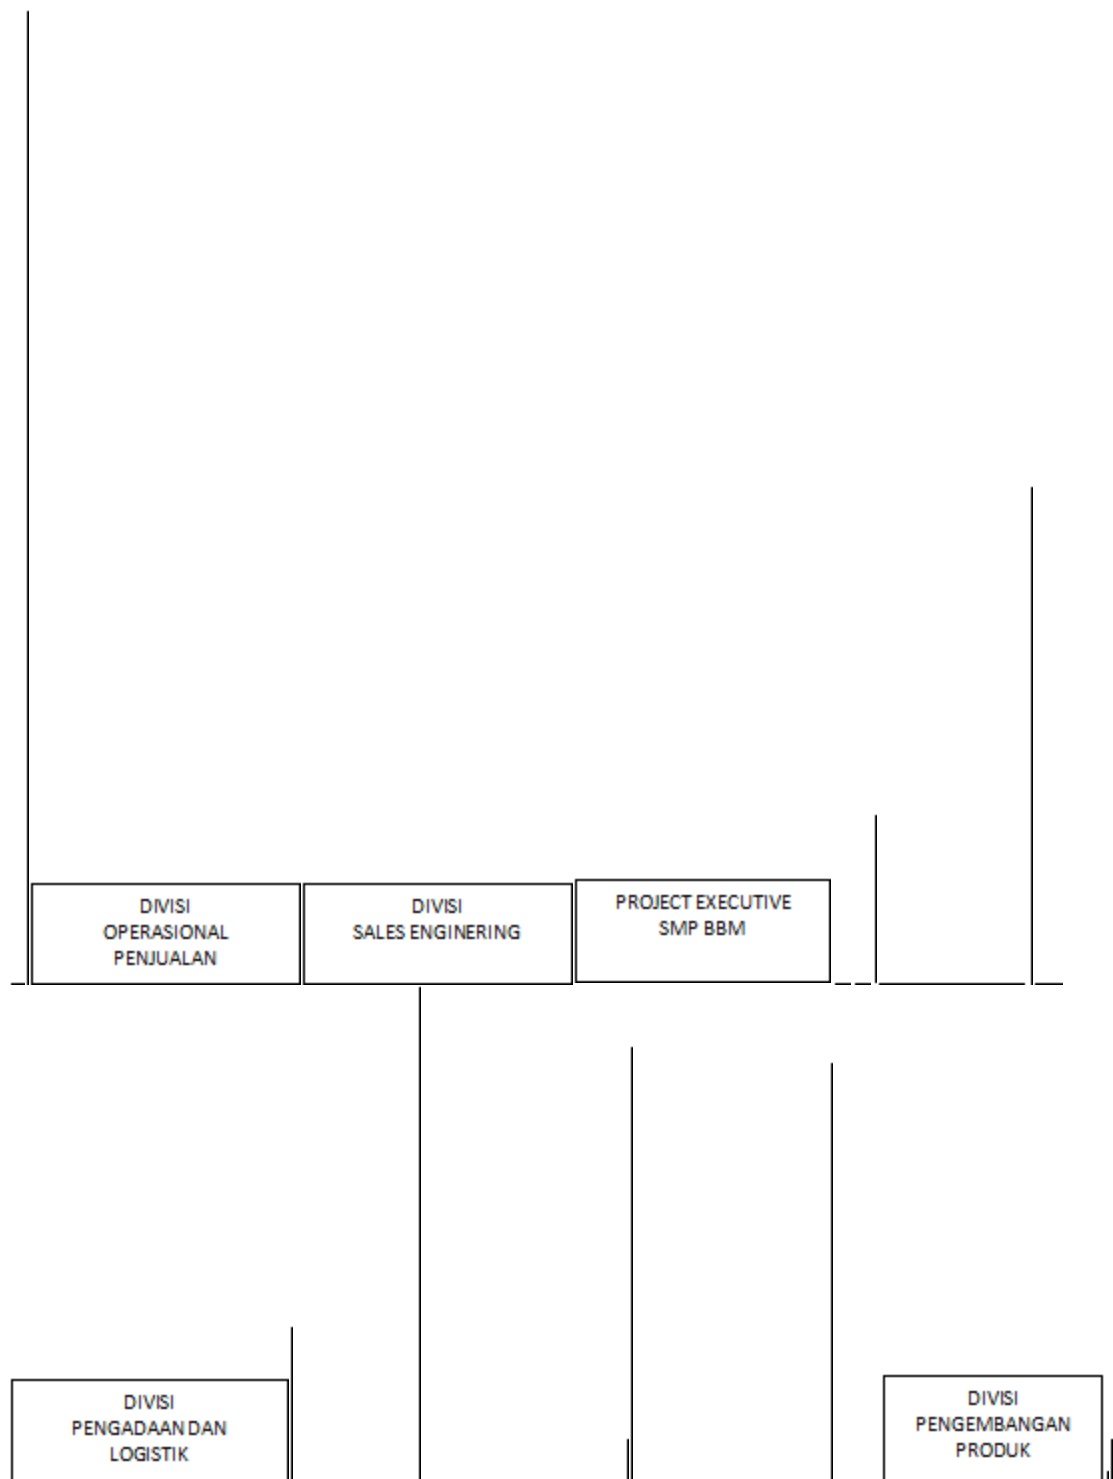 DIVISI
OPERASIONAL
PENJUALAN
DIVISI
SALES ENGINERING
PROJECT EXECUTIVE
SMP BBM
DIVISI
PENGADAAN DAN
LOGISTIK
DIVISI
PENGEMBANGAN
PRODUK